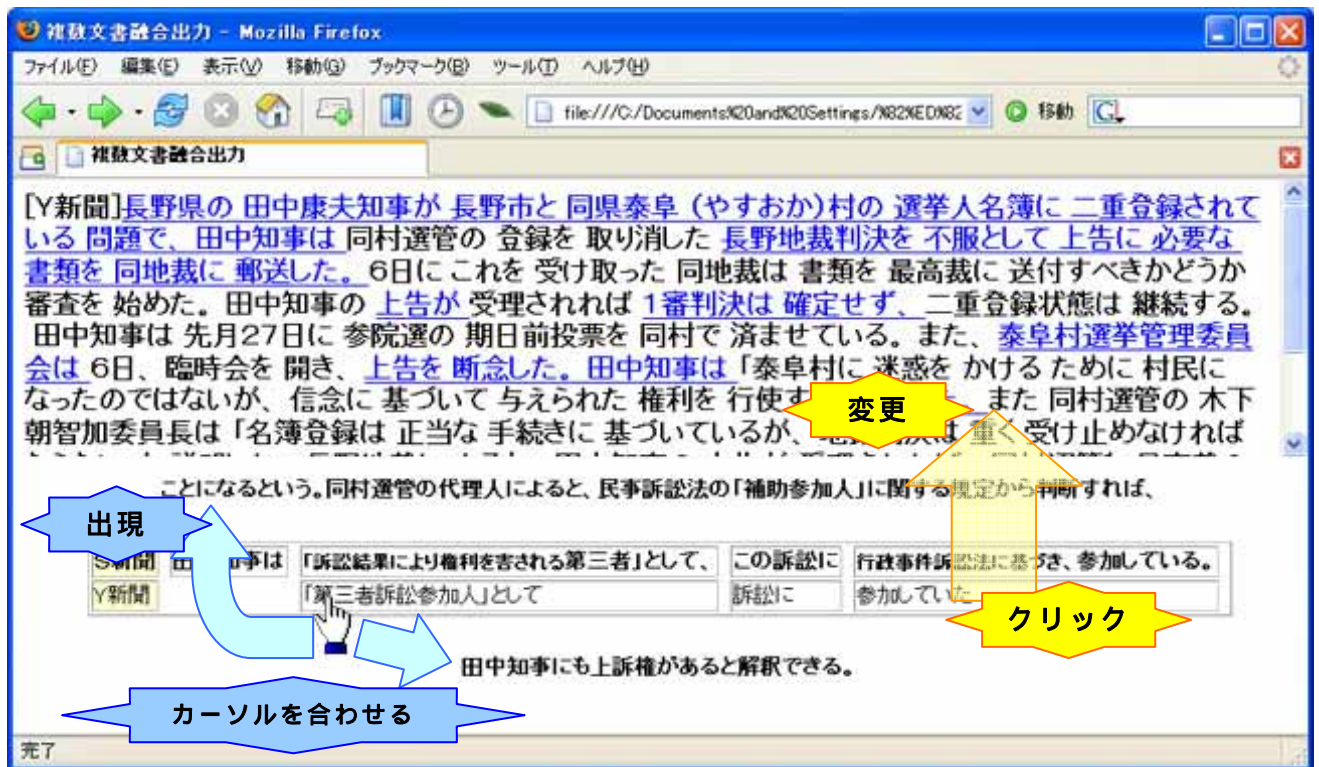 複数文書融合出力 - Mozilla Firefox
ファイル(F) 編集(E) 表示(V) 移動(G) ブックマーク(B) ツール(T) ヘルプ(H)
file:///C:/Documents%20and%20Settings/%82%ED%82 移動
複数文書融合出力
[Y新聞]長野県の 田中康夫知事が 長野市と 同県泰阜 (やすおか)村の 選挙人名簿に 二重登録されて
いる 問題で、 田中知事は 同村選管の 登録を 取り消した 長野地裁判決を 不服として 上告に 必要な
書類を 同地裁に 郵送した。 6日に これを 受け取った 同地裁は 書類を 最高裁に 送付すべきかどうか
審査を 始めた。 田中知事の 上告が 受理されれば 1審判決は 確定せず、 二重登録状態は 継続する。
田中知事は 先月27日に 参院選の 期日前投票を 同村で 済ませている。 また、 泰阜村選挙管理委員
会は 6日、 臨時会を 開き、 上告を 断念した。 田中知事は 「泰阜村に 迷惑を かける ために 村民に
なったのではないが、 信念に 基づいて 与えられた 権利を 行使す また 同村選管の 木下
変更
朝智加委員長は 「名簿登録は 正当な 手続きに 基づいているが、 は 重く 受け止めなければ
ことになるという。同村選管の代理人によると、民事訴訟法の「補助参加人」に関する規定から判断すれば、
出現
S新聞 田 知事は 「訴訟結果により権利を害される第三者」として、 この訴訟に 行政事件訴訟法に基づき、参加している。
Y新聞 「第三者訴訟参加人」として 訴訟に 参加していた
クリック
田中知事にも上訴権があると解釈できる。
カーソルを合わせる
完了